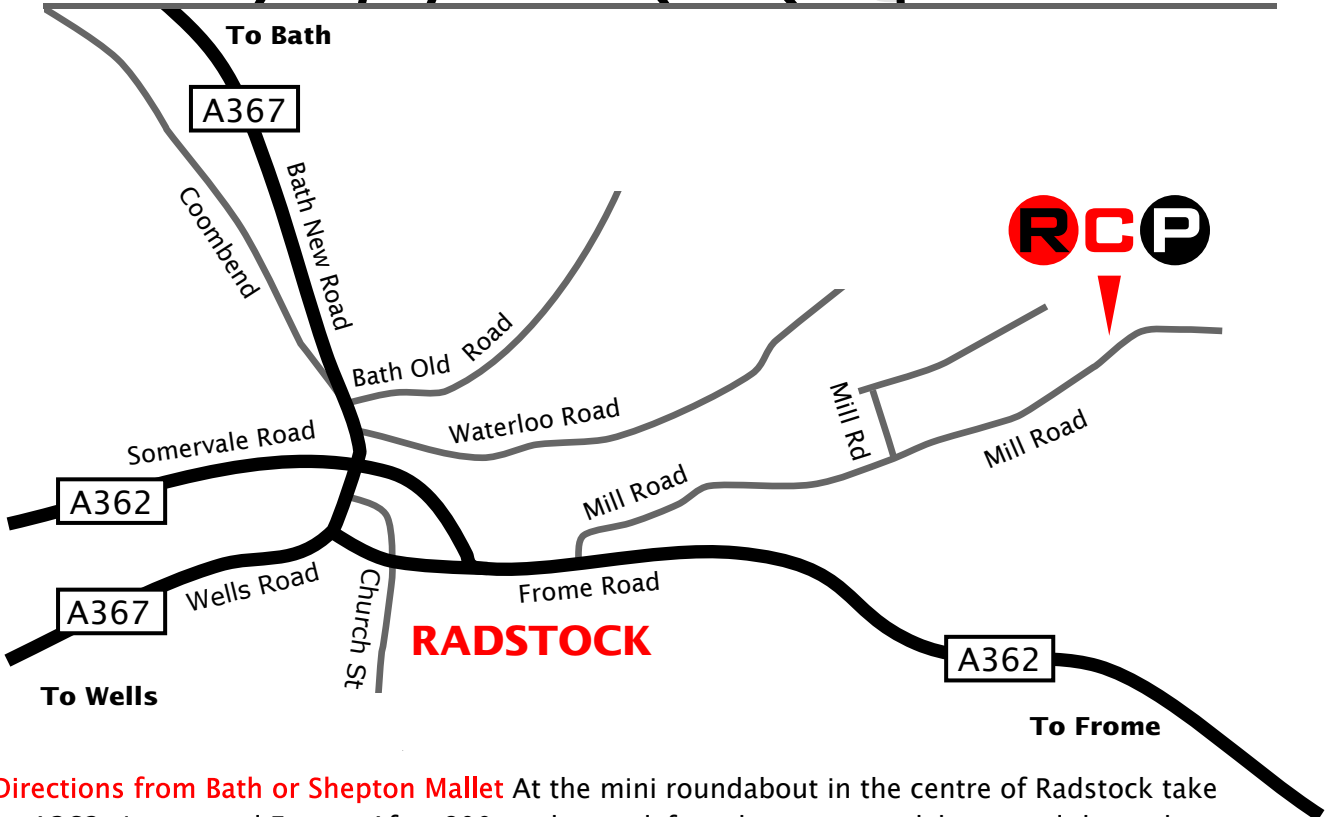 To Bath
A367
Bath New Road
Coombend
RCP
Bath Old Road
Waterloo Road
Mill Rd
Mill Road
Somervale Road
A362
Mill Road
Wells Road
A367
Church St
Frome Road
RADSTOCK
A362
To Wells
To Frome
Directions from Bath or Shepton Mallet At the mini roundabout in the centre of Radstock take